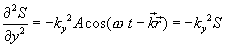 ∂²S/∂y² = −k_y² A cos(ω t − k⃗r⃗) = −k_y² S